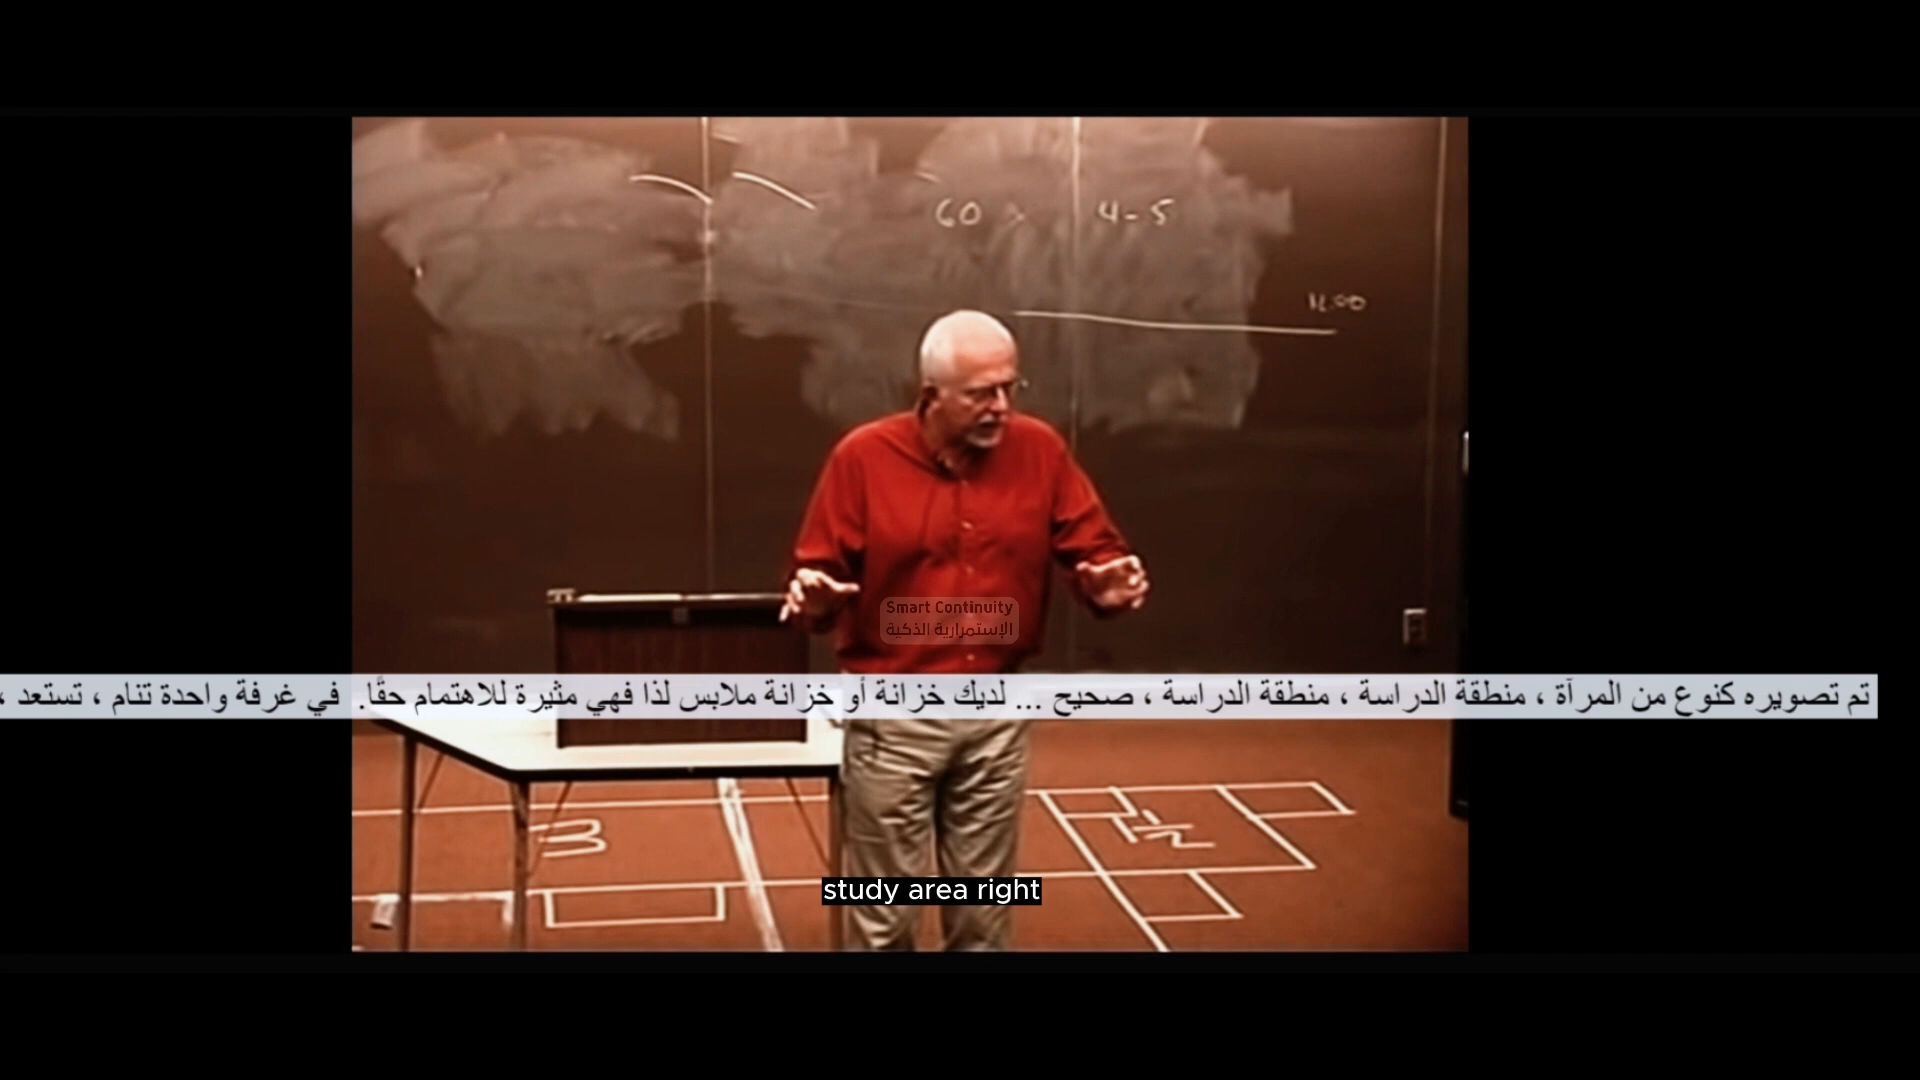 60 > 4-5
12:00
Smart Continuity
الإستمرارية الذكية
تم تصويره كنوع من المرآة ، منطقة الدراسة ، منطقة الدراسة ، صحيح ... لديك خزانة أو خزانة ملابس لذا فهي مثيرة للاهتمام حقًا. في غرفة واحدة تنام ، تستعد ،
3
study area right